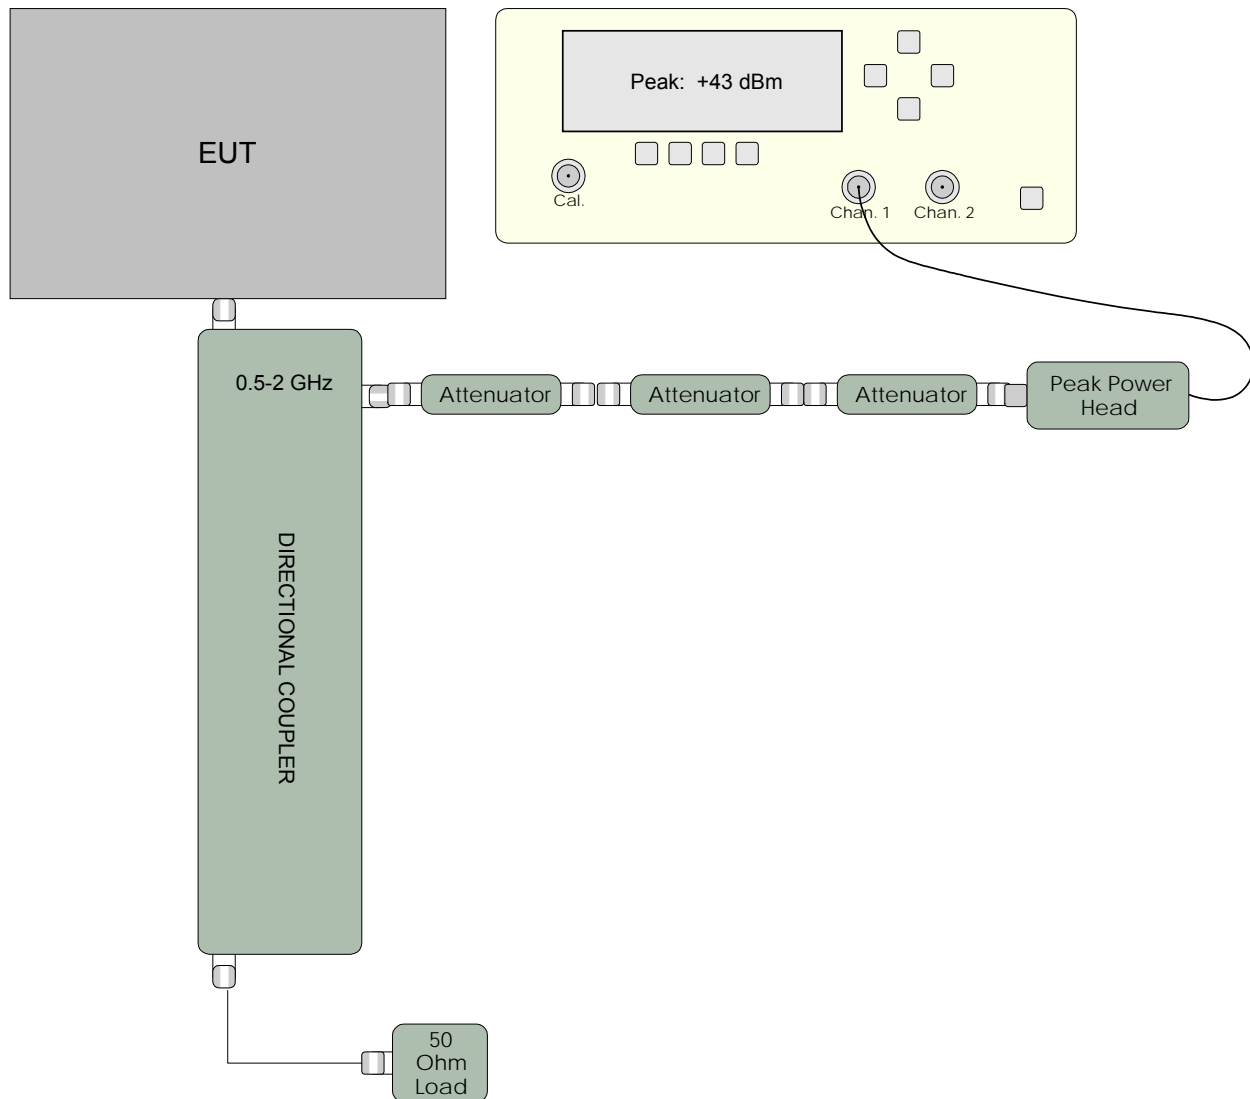 EUT
Peak:  +43 dBm
Cal.
Chan. 1
Chan. 2
0.5-2 GHz
Attenuator
Attenuator
Attenuator
Peak Power
Head
DIRECTIONAL COUPLER
50
Ohm
Load